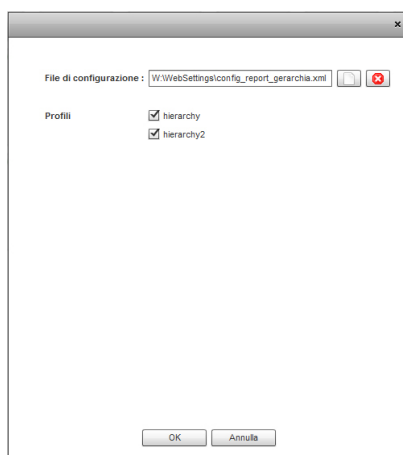 File di configurazione : W:\WebSettings\config_report_gerarchia.xml
Profili hierarchy
hierarchy2
OK Annulla